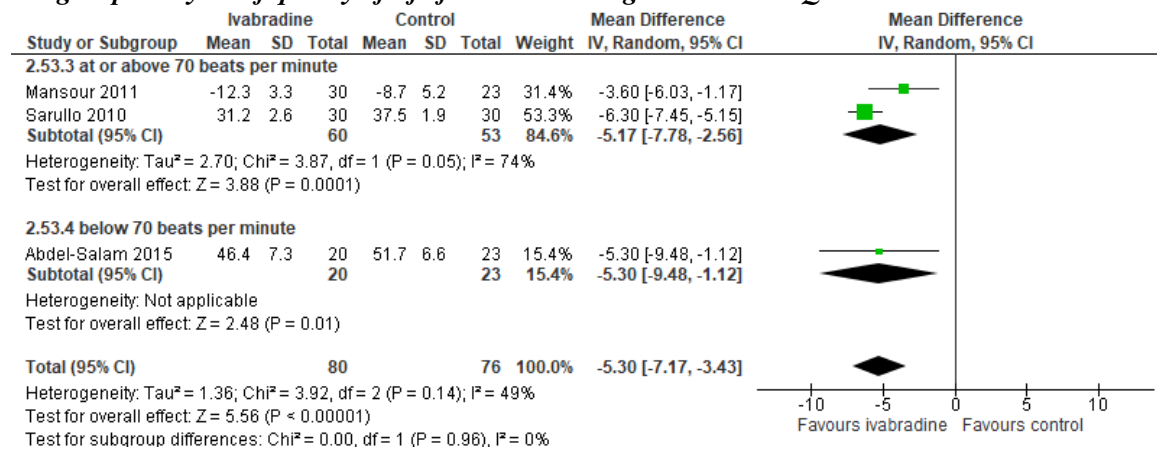 Ivabradine Control Mean Difference Mean Difference
Study or Subgroup Mean SD Total Mean SD Total Weight IV, Random, 95% CI IV, Random, 95% CI
2.53.3 at or above 70 beats per minute
Mansour 2011 -12.3 3.3 30 -8.7 5.2 23 31.4% -3.60 [-6.03, -1.17]
Sarullo 2010 31.2 2.6 30 37.5 1.9 30 53.3% -6.30 [-7.45, -5.15]
Subtotal (95% CI) 60 53 84.6% -5.17 [-7.78, -2.56]
Heterogeneity: Tau² = 2.70; Chi² = 3.87, df = 1 (P = 0.05); I² = 74%
Test for overall effect: Z = 3.88 (P = 0.0001)
2.53.4 below 70 beats per minute
Abdel-Salam 2015 46.4 7.3 20 51.7 6.6 23 15.4% -5.30 [-9.48, -1.12]
Subtotal (95% CI) 20 23 15.4% -5.30 [-9.48, -1.12]
Heterogeneity: Not applicable
Test for overall effect: Z = 2.48 (P = 0.01)
Total (95% CI) 80 76 100.0% -5.30 [-7.17, -3.43]
Heterogeneity: Tau² = 1.36; Chi² = 3.92, df = 2 (P = 0.14); I² = 49%
Test for overall effect: Z = 5.56 (P < 0.00001)
Test for subgroup differences: Chi² = 0.00, df = 1 (P = 0.96), I² = 0%
-10 -5 0 5 10
Favours ivabradine Favours control